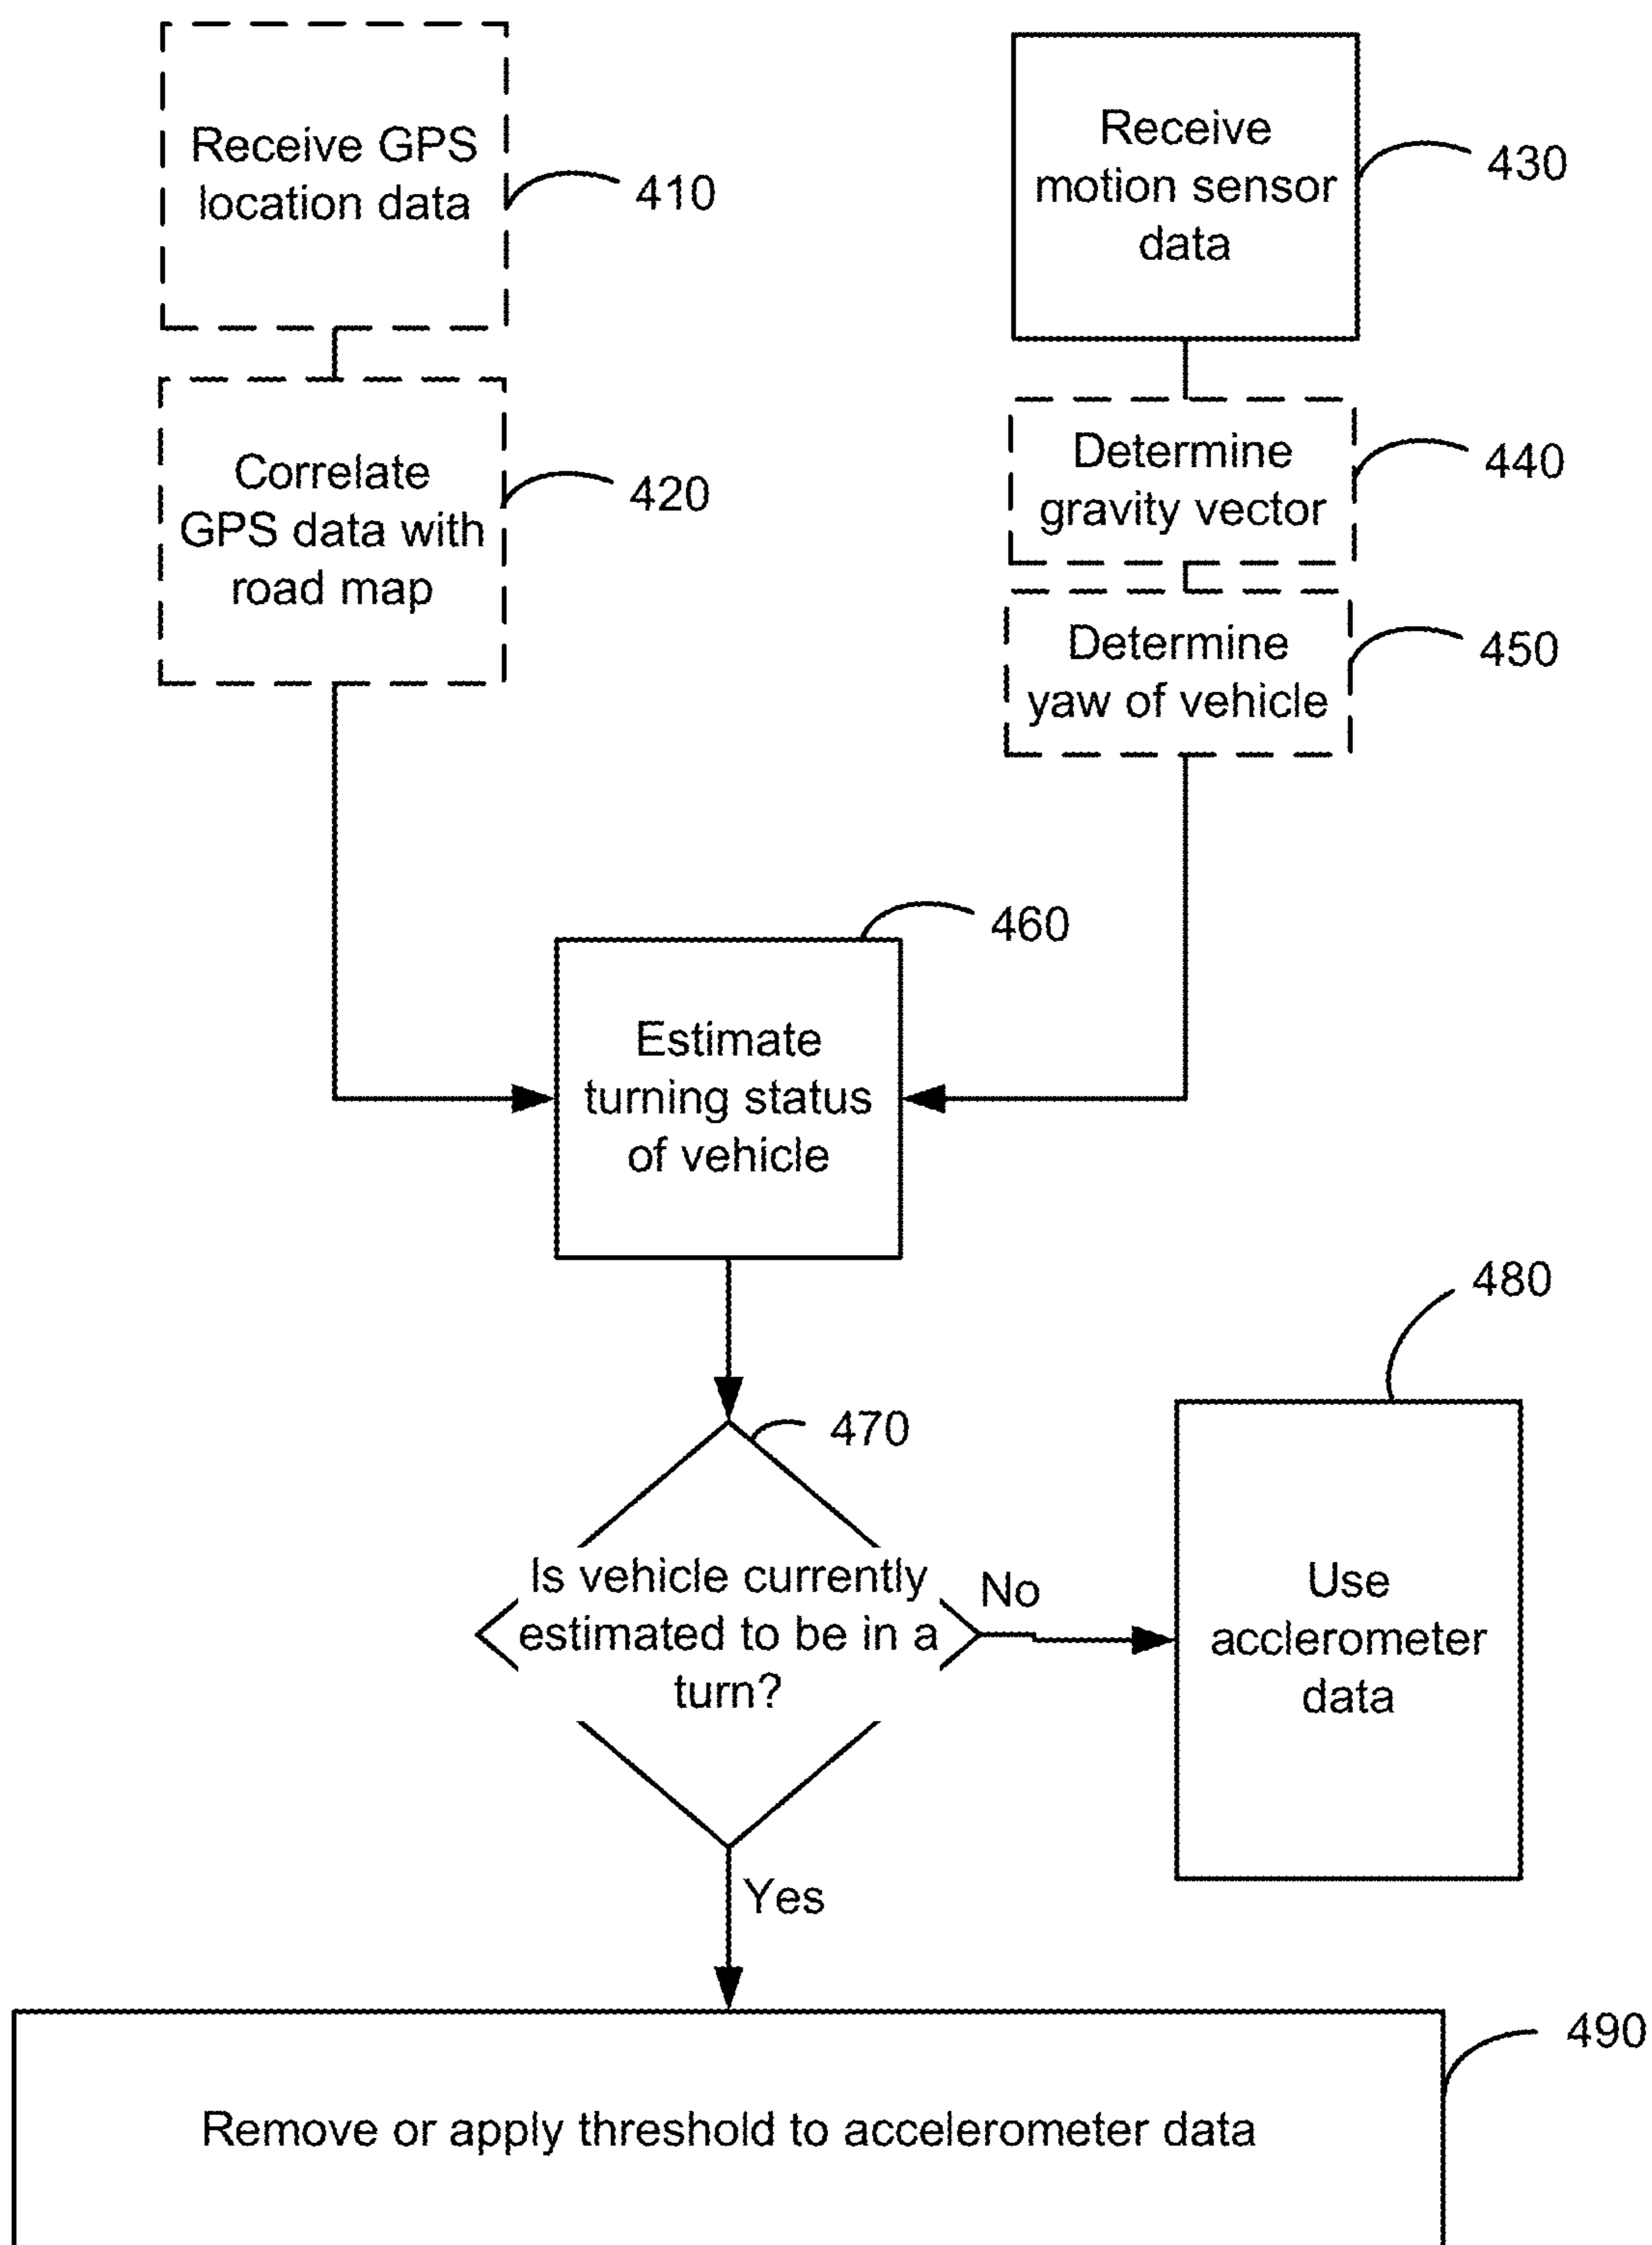 Receive GPS
location data
410
Correlate
GPS data with
road map
420
Receive
motion sensor
data
430
Determine
gravity vector
440
Determine
yaw of vehicle
450
460
Estimate
turning status
of vehicle
470
Is vehicle currently
estimated to be in a
turn?
No
480
Use
acclerometer
data
Yes
490
Remove or apply threshold to accelerometer data